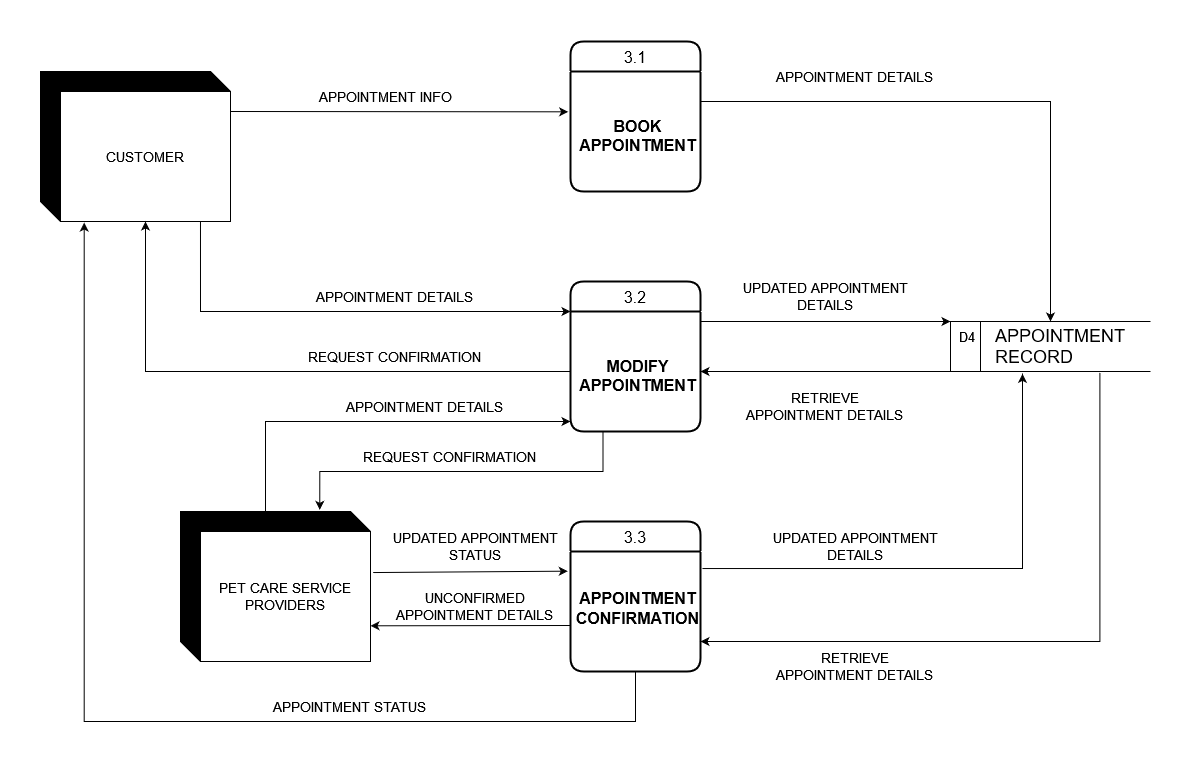 3.1
APPOINTMENT DETAILS
APPOINTMENT INFO
BOOK
APPOINTMENT
CUSTOMER
3.2
UPDATED APPOINTMENT
DETAILS
APPOINTMENT DETAILS
D4
APPOINTMENT
RECORD
REQUEST CONFIRMATION
MODIFY
APPOINTMENT
RETRIEVE
APPOINTMENT DETAILS
APPOINTMENT DETAILS
REQUEST CONFIRMATION
3.3
UPDATED APPOINTMENT
STATUS
UPDATED APPOINTMENT
DETAILS
PET CARE SERVICE
PROVIDERS
UNCONFIRMED
APPOINTMENT DETAILS
APPOINTMENT
CONFIRMATION
RETRIEVE
APPOINTMENT DETAILS
APPOINTMENT STATUS